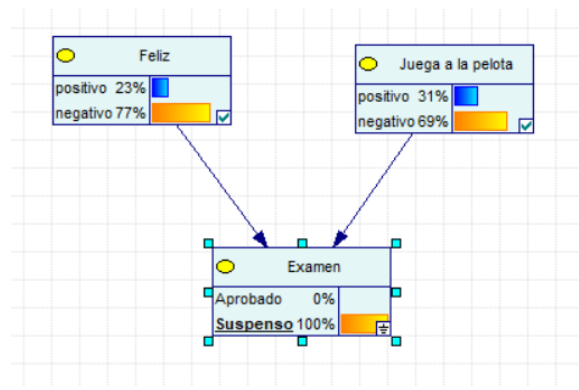 Feliz
positivo 23%
negativo 77%
Juega a la pelota
positivo 31%
negativo 69%
Examen
Aprobado 0%
Suspenso 100%